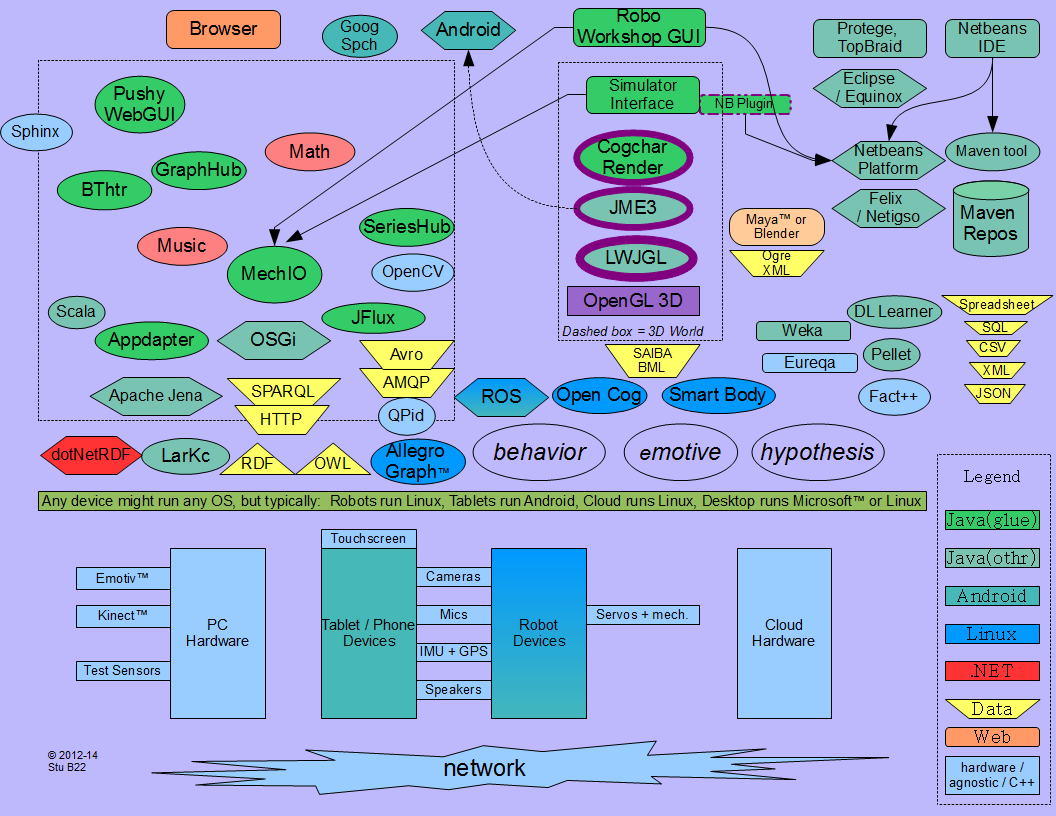 Browser
Goog
Spch
Android
Robo
Workshop GUI
Protege,
TopBraid
Netbeans
IDE
Eclipse
/ Equinox
Simulator
Interface
NB Plugin
Pushy
WebGUI
Sphinx
Math
GraphHub
BThtr
Cogchar
Render
Netbeans
Platform
Maven tool
JME3
Felix
/ Netigso
Maven
Repos
SeriesHub
Maya™ or
Blender
Music
MechIO
OpenCV
LWJGL
Ogre
XML
OpenGL 3D
Scala
Appdapter
OSGi
JFlux
Dashed box = 3D World
Weka
DL Learner
Spreadsheet
SQL
CSV
XML
JSON
Avro
AMQP
SAIBA
BML
Eureqa
Pellet
Apache Jena
SPARQL
HTTP
QPid
ROS
Open Cog
Smart Body
Fact++
dotNetRDF
LarKc
RDF
OWL
Allegro
Graph™
behavior
emotive
hypothesis
Any device might run any OS, but typically:  Robots run Linux, Tablets run Android, Cloud runs Linux, Desktop runs Microsoft™ or Linux
Legend
Java(glue)
Java(othr)
Android
Linux
.NET
Data
Web
hardware /
agnostic / C++
Touchscreen
Emotiv™
Kinect™
Test Sensors
PC
Hardware
Tablet / Phone
Devices
Cameras
Mics
IMU + GPS
Speakers
Robot
Devices
Servos + mech.
Cloud
Hardware
© 2012-14
Stu B22
network